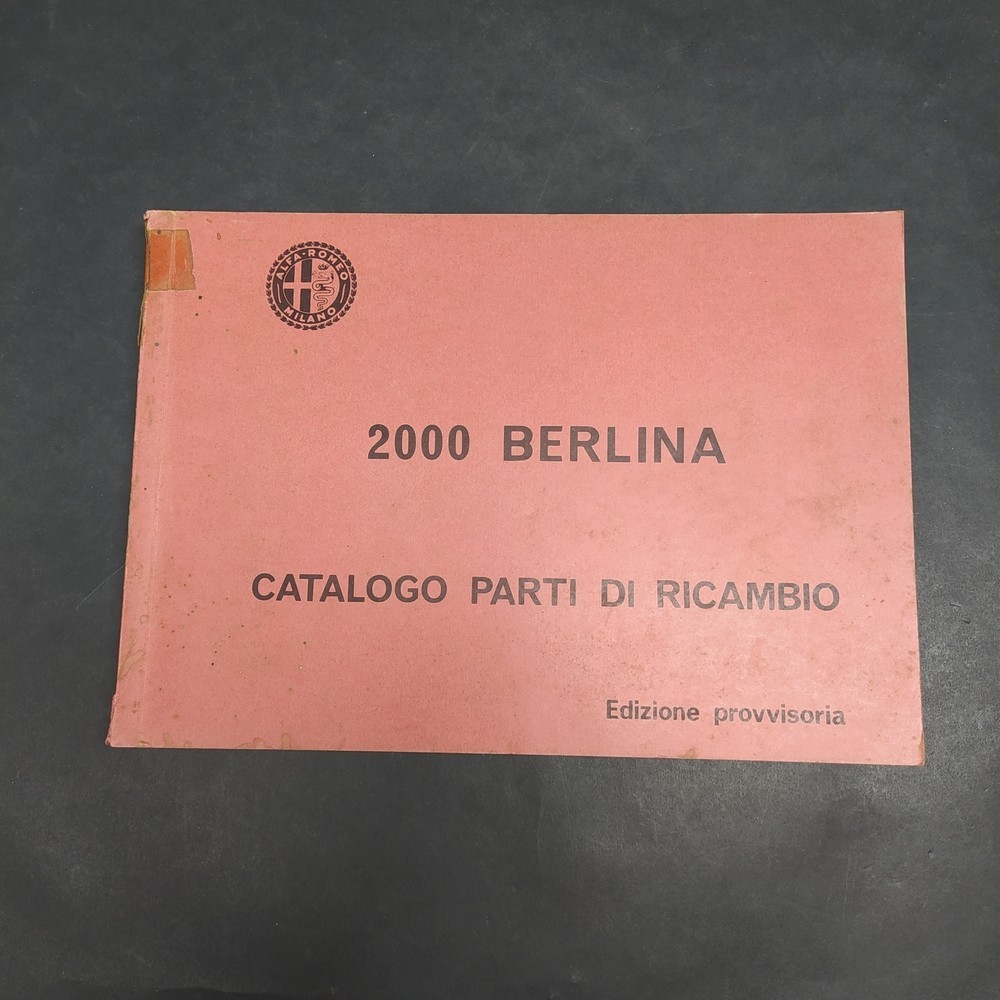 ALFA-ROMEO
MILANO
2000 BERLINA
CATALOGO PARTI DI RICAMBIO
Edizione provvisoria